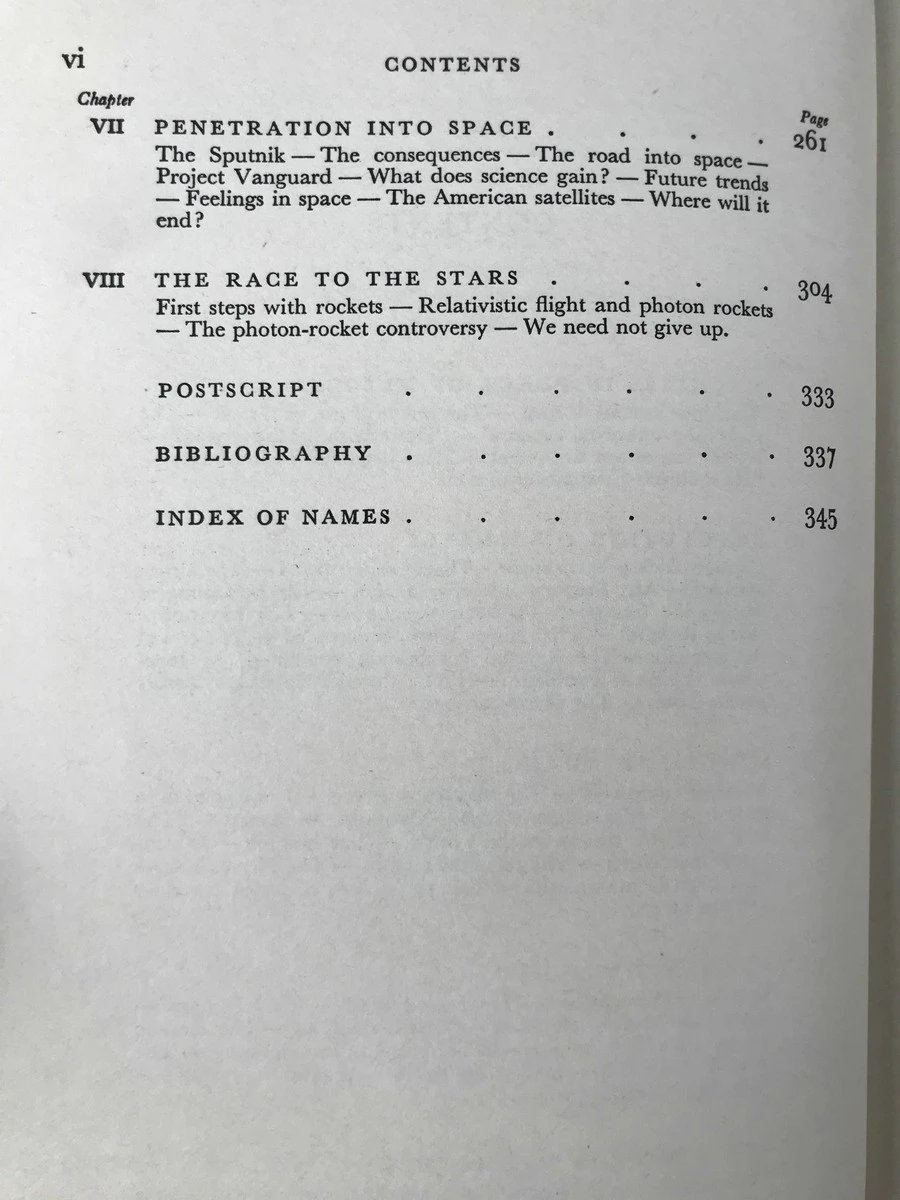 vi
CONTENTS
Chapter
Page
VII PENETRATION INTO SPACE . . . . 261
The Sputnik — The consequences — The road into space —
Project Vanguard — What does science gain? — Future trends
— Feelings in space — The American satellites — Where will it
end?
VIII THE RACE TO THE STARS . . . . 304
First steps with rockets — Relativistic flight and photon rockets
— The photon-rocket controversy — We need not give up.
POSTSCRIPT . . . . . . 333
BIBLIOGRAPHY . . . . . . 337
INDEX OF NAMES . . . . . . 345